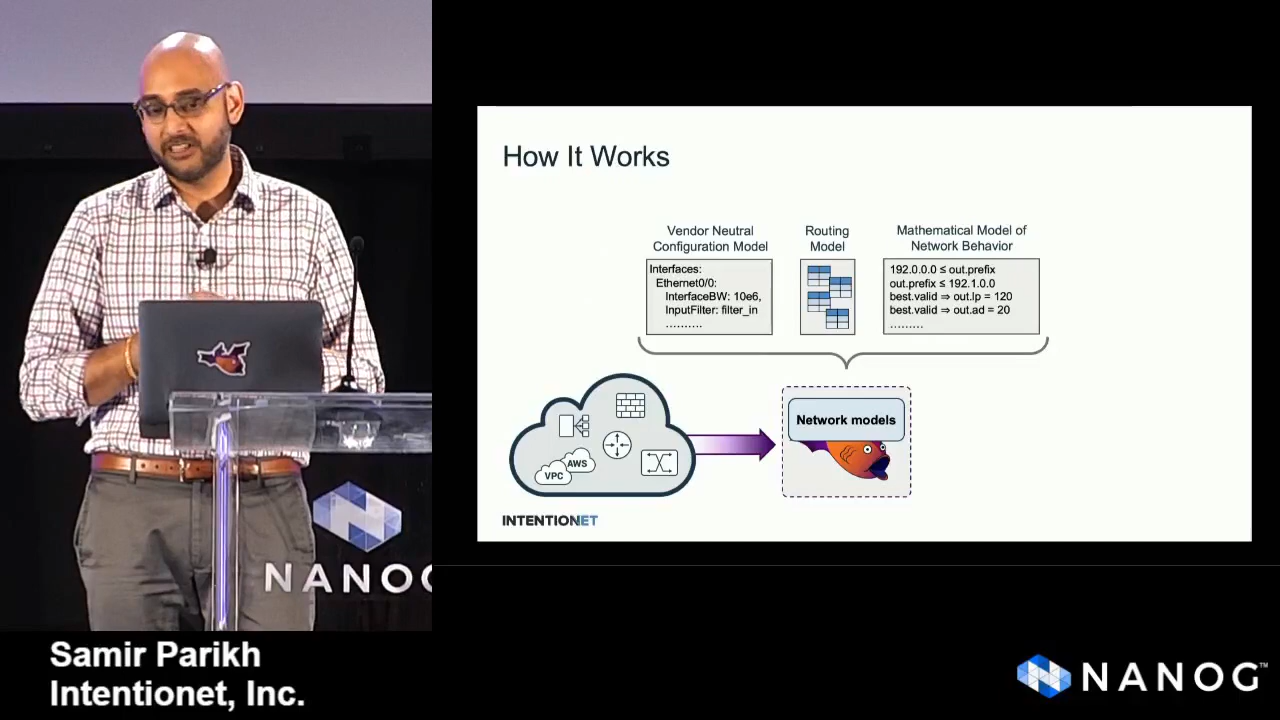 How It Works
Vendor Neutral
Configuration Model
Interfaces:
Ethernet0/0:
InterfaceBW: 10e6,
InputFilter: filter_in
..........
Routing
Model
Mathematical Model of
Network Behavior
192.0.0.0 ≤ out.prefix
out.prefix ≤ 192.1.0.0
best.valid ⇒ out.lp = 120
best.valid ⇒ out.ad = 20
.........
AWS
VPC
Network models
INTENTIONET
NANOG
Samir Parikh
Intentionet, Inc.
NANOG™